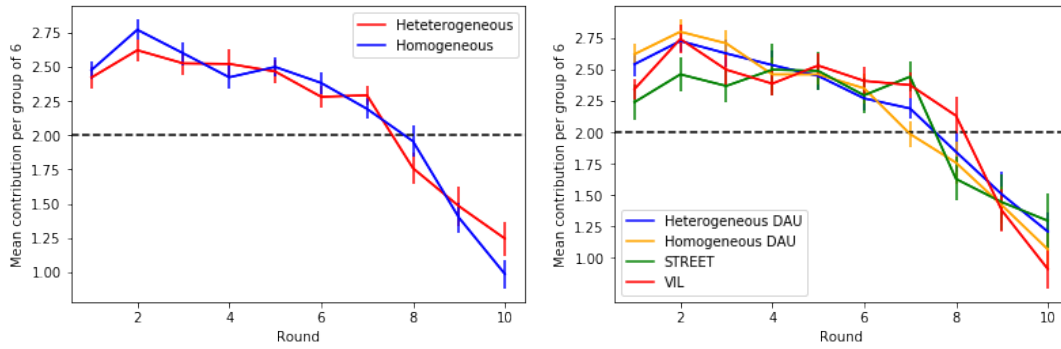 Mean contribution per group of 6
2.75
2.50
2.25
2.00
1.75
1.50
1.25
1.00
2
4
6
8
10
Round
Heteterogeneous
Homogeneous
Mean contribution per group of 6
2.75
2.50
2.25
2.00
1.75
1.50
1.25
1.00
2
4
6
8
10
Round
Heterogeneous DAU
Homogeneous DAU
STREET
VIL